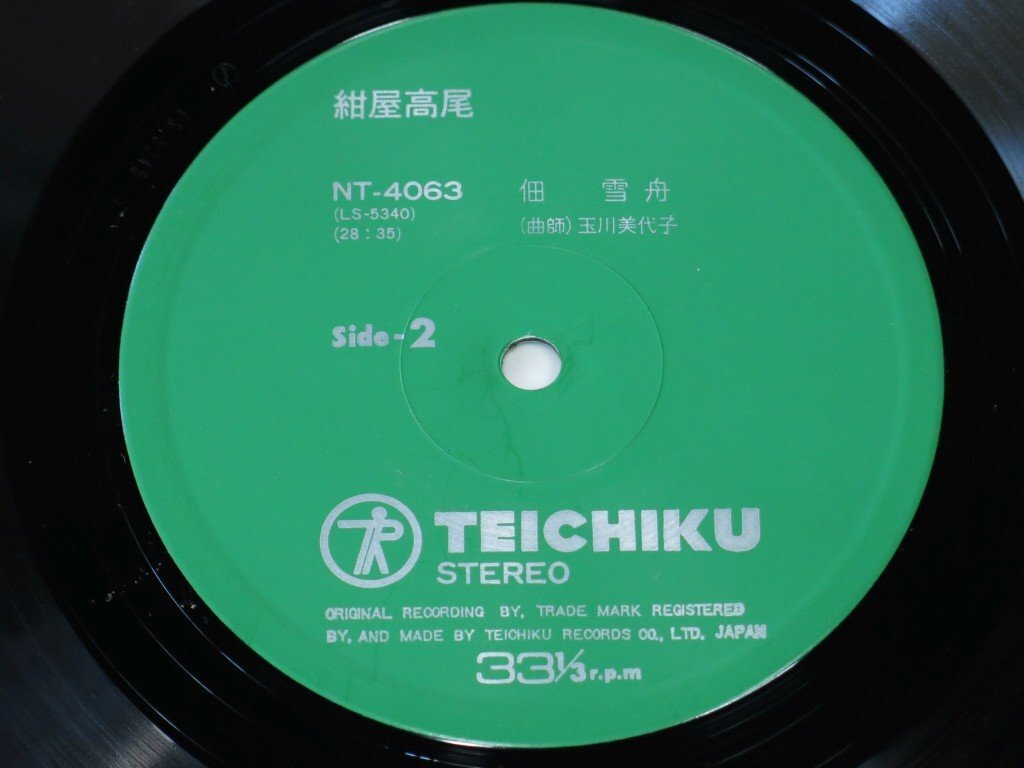 紺屋高尾
NT-4063
(LS-5340)
(28:35)
佃 雪舟
(曲師)玉川美代子
Side-2
TEICHIKU
STEREO
ORIGINAL RECORDING BY, TRADE MARK REGISTERED
BY, AND MADE BY TEICHIKU RECORDS CO., LTD. JAPAN
33⅓ r.p.m